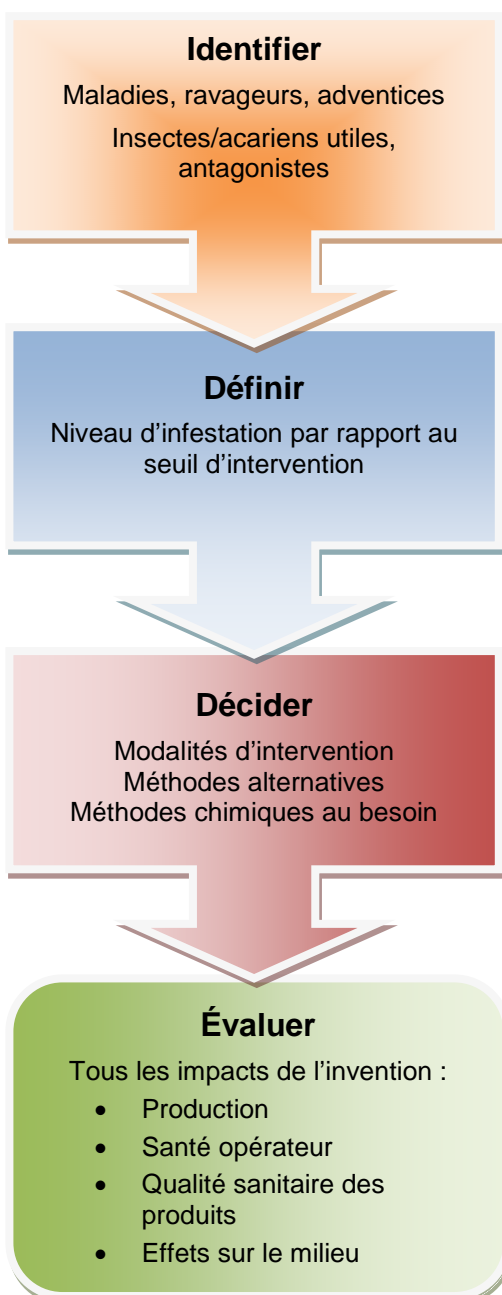 Identifier
Maladies, ravageurs, adventices
Insectes/acariens utiles,
antagonistes
Définir
Niveau d’infestation par rapport au
seuil d’intervention
Décider
Modalités d’intervention
Méthodes alternatives
Méthodes chimiques au besoin
Évaluer
Tous les impacts de l’invention :
• Production
• Santé opérateur
• Qualité sanitaire des
produits
• Effets sur le milieu